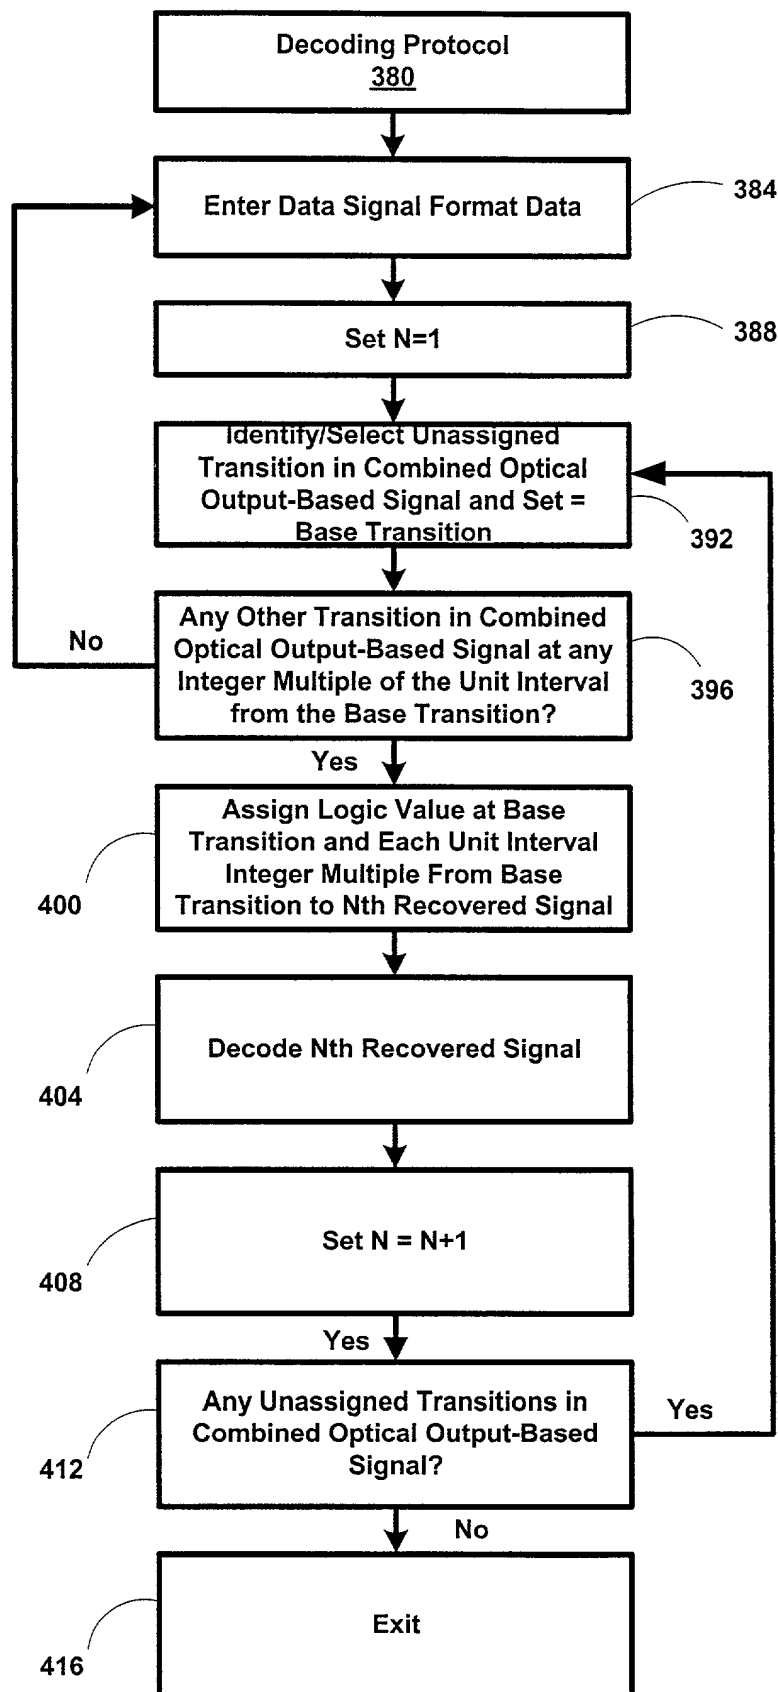 Decoding Protocol
380
Enter Data Signal Format Data
384
Set N=1
388
Identify/Select Unassigned
Transition in Combined Optical
Output-Based Signal and Set =
Base Transition
392
Any Other Transition in Combined
Optical Output-Based Signal at any
Integer Multiple of the Unit Interval
from the Base Transition?
396
No
Yes
Assign Logic Value at Base
Transition and Each Unit Interval
Integer Multiple From Base
Transition to Nth Recovered Signal
400
Decode Nth Recovered Signal
404
Set N = N+1
408
Yes
Any Unassigned Transitions in
Combined Optical Output-Based
Signal?
412
Yes
No
Exit
416